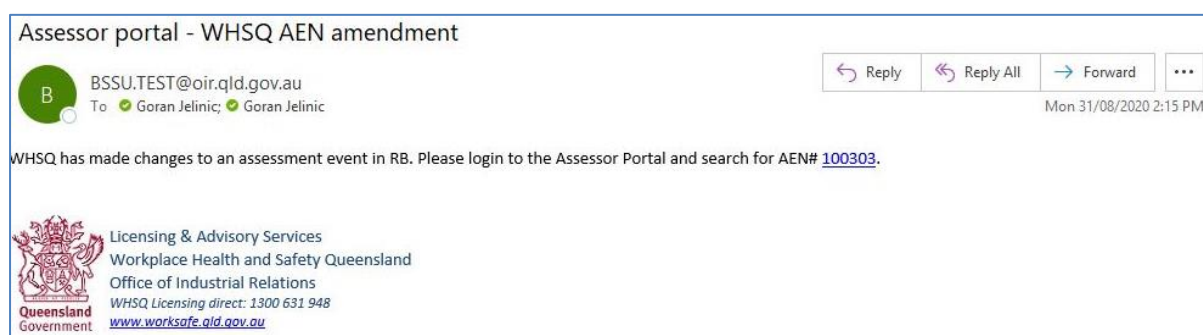 Assessor portal - WHSQ AEN amendment
B
BSSU.TEST@oir.qld.gov.au
To Goran Jelinic; Goran Jelinic
Reply
Reply All
Forward
...
Mon 31/08/2020 2:15 PM
WHSQ has made changes to an assessment event in RB. Please login to the Assessor Portal and search for AEN# 100303.
Licensing & Advisory Services
Workplace Health and Safety Queensland
Office of Industrial Relations
WHSQ Licensing direct: 1300 631 948
www.worksafe.qld.gov.au
Queensland
Government